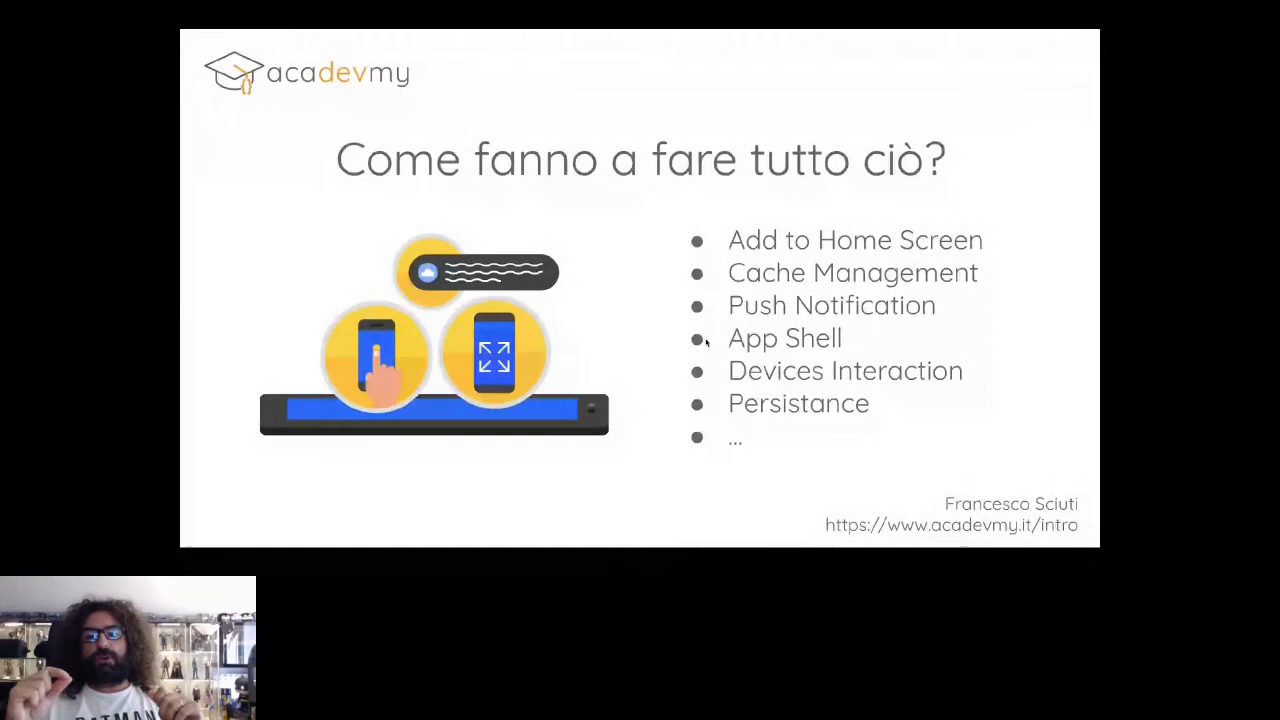 acadevmy
Come fanno a fare tutto ciò?
● Add to Home Screen
● Cache Management
● Push Notification
● App Shell
● Devices Interaction
● Persistance
● ...
Francesco Sciuti
https://www.acadevmy.it/intro
BATMAN